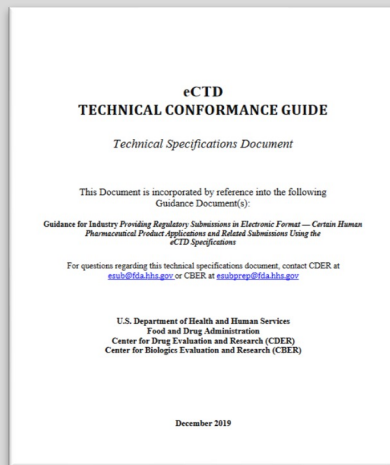 eCTD
TECHNICAL CONFORMANCE GUIDE
Technical Specifications Document
This Document is incorporated by reference into the following
Guidance Document(s):
Guidance for Industry Providing Regulatory Submissions in Electronic Format — Certain Human
Pharmaceutical Product Applications and Related Submissions Using the
eCTD Specifications
For questions regarding this technical specifications document, contact CDER at
esub@fda.hhs.gov or CBER at esubprep@fda.hhs.gov
U.S. Department of Health and Human Services
Food and Drug Administration
Center for Drug Evaluation and Research (CDER)
Center for Biologics Evaluation and Research (CBER)
December 2019